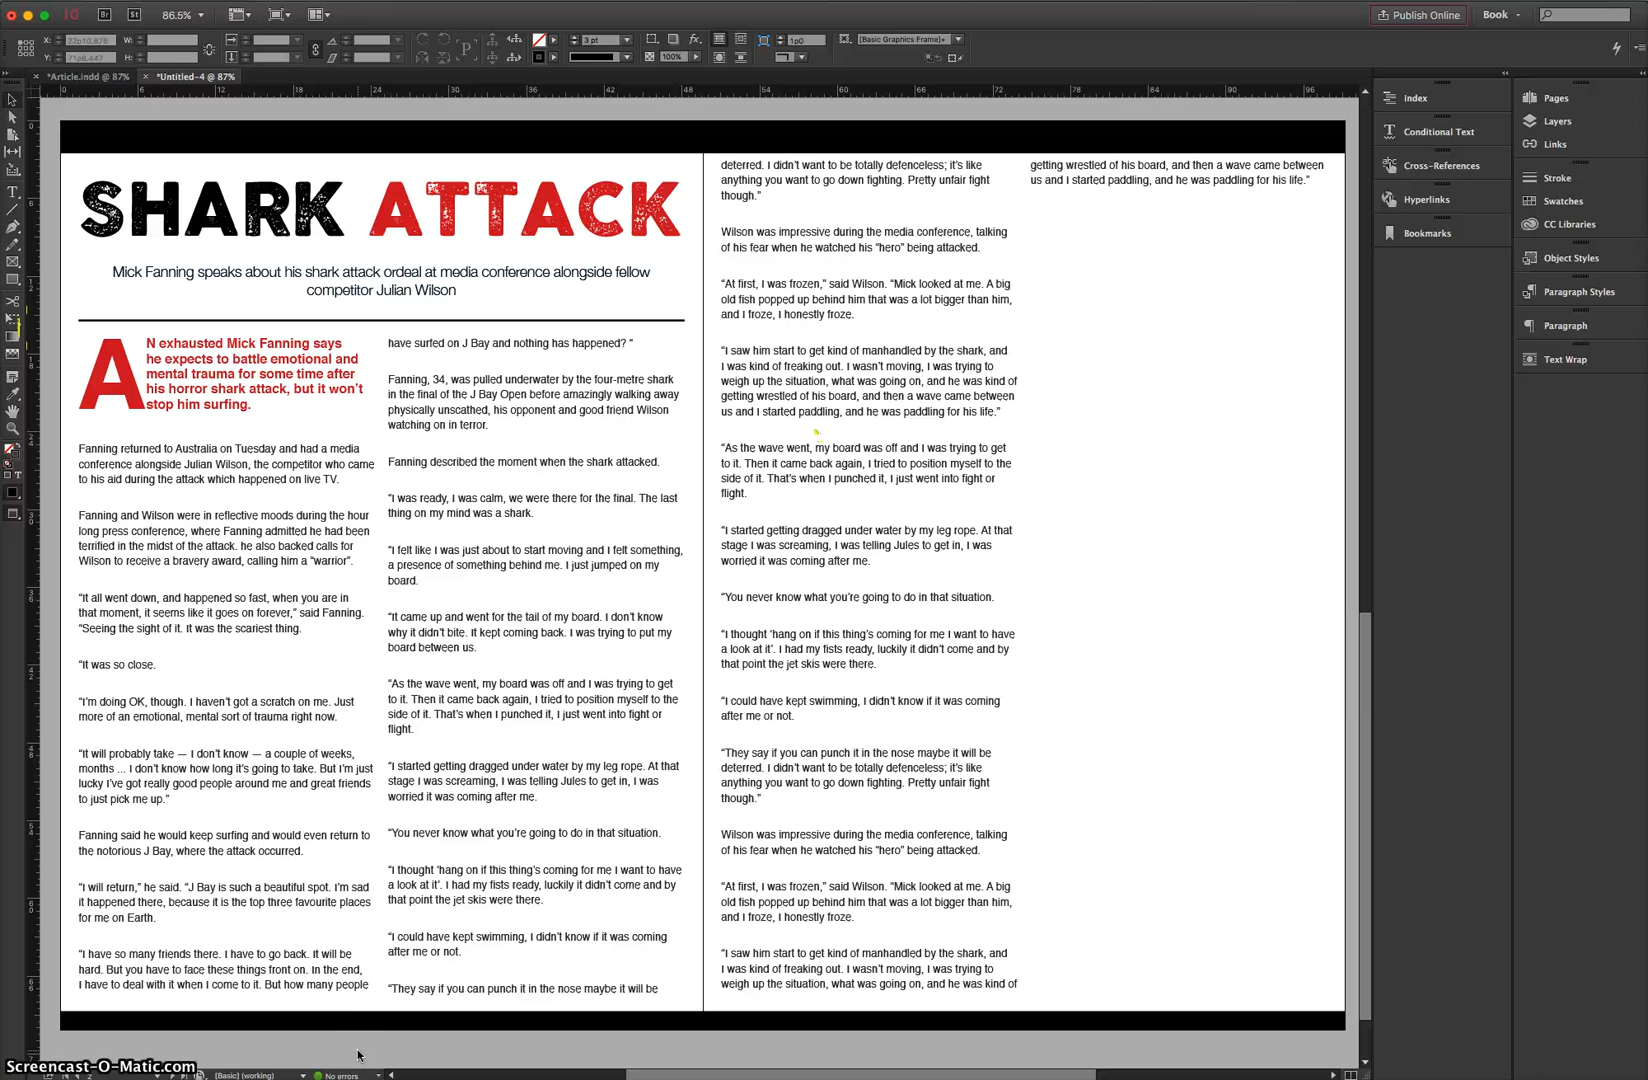 Id
Br
St
86.5%
Publish Online
Book
X:
W:
Y:
H:
3 pt
100%
1p0
[Basic Graphics Frame]+
*Article.indd @ 87%
*Untitled-4 @ 87%
0 6 12 18 24 30 36 42 48 54 60 66 72 78 84 90 96
SHARK ATTACK
Mick Fanning speaks about his shark attack ordeal at media conference alongside fellow
competitor Julian Wilson
AN exhausted Mick Fanning says
he expects to battle emotional and
mental trauma for some time after
his horror shark attack, but it won't
stop him surfing.
Fanning returned to Australia on Tuesday and had a media
conference alongside Julian Wilson, the competitor who came
to his aid during the attack which happened on live TV.
Fanning and Wilson were in reflective moods during the hour
long press conference, where Fanning admitted he had been
terrified in the midst of the attack. he also backed calls for
Wilson to receive a bravery award, calling him a “warrior”.
“It all went down, and happened so fast, when you are in
that moment, it seems like it goes on forever,” said Fanning.
“Seeing the sight of it. It was the scariest thing.
“It was so close.
“I’m doing OK, though. I haven’t got a scratch on me. Just
more of an emotional, mental sort of trauma right now.
“It will probably take — I don’t know — a couple of weeks,
months ... I don’t know how long it’s going to take. But I’m just
lucky I’ve got really good people around me and great friends
to just pick me up.”
Fanning said he would keep surfing and would even return to
the notorious J Bay, where the attack occurred.
“I will return,” he said. “J Bay is such a beautiful spot. I’m sad
it happened there, because it is the top three favourite places
for me on Earth.
“I have so many friends there. I have to go back. It will be
hard. But you have to face these things front on. In the end,
I have to deal with it when I come to it. But how many people
have surfed on J Bay and nothing has happened? “
Fanning, 34, was pulled underwater by the four-metre shark
in the final of the J Bay Open before amazingly walking away
physically unscathed, his opponent and good friend Wilson
watching on in terror.
Fanning described the moment when the shark attacked.
“I was ready, I was calm, we were there for the final. The last
thing on my mind was a shark.
“I felt like I was just about to start moving and I felt something,
a presence of something behind me. I just jumped on my
board.
“It came up and went for the tail of my board. I don’t know
why it didn’t bite. It kept coming back. I was trying to put my
board between us.
“As the wave went, my board was off and I was trying to get
to it. Then it came back again, I tried to position myself to the
side of it. That’s when I punched it, I just went into fight or
flight.
“I started getting dragged under water by my leg rope. At that
stage I was screaming, I was telling Jules to get in, I was
worried it was coming after me.
“You never know what you’re going to do in that situation.
“I thought ‘hang on if this thing’s coming for me I want to have
a look at it’. I had my fists ready, luckily it didn’t come and by
that point the jet skis were there.
“I could have kept swimming, I didn’t know if it was coming
after me or not.
“They say if you can punch it in the nose maybe it will be
deterred. I didn’t want to be totally defenceless; it’s like
anything you want to go down fighting. Pretty unfair fight
though.”
Wilson was impressive during the media conference, talking
of his fear when he watched his “hero” being attacked.
“At first, I was frozen,” said Wilson. “Mick looked at me. A big
old fish popped up behind him that was a lot bigger than him,
and I froze, I honestly froze.
“I saw him start to get kind of manhandled by the shark, and
I was kind of freaking out. I wasn’t moving, I was trying to
weigh up the situation, what was going on, and he was kind of
getting wrestled of his board, and then a wave came between
us and I started paddling, and he was paddling for his life.”
“As the wave went, my board was off and I was trying to get
to it. Then it came back again, I tried to position myself to the
side of it. That’s when I punched it, I just went into fight or
flight.
“I started getting dragged under water by my leg rope. At that
stage I was screaming, I was telling Jules to get in, I was
worried it was coming after me.
“You never know what you’re going to do in that situation.
“I thought ‘hang on if this thing’s coming for me I want to have
a look at it’. I had my fists ready, luckily it didn’t come and by
that point the jet skis were there.
“I could have kept swimming, I didn’t know if it was coming
after me or not.
“They say if you can punch it in the nose maybe it will be
deterred. I didn’t want to be totally defenceless; it’s like
anything you want to go down fighting. Pretty unfair fight
though.”
Wilson was impressive during the media conference, talking
of his fear when he watched his “hero” being attacked.
“At first, I was frozen,” said Wilson. “Mick looked at me. A big
old fish popped up behind him that was a lot bigger than him,
and I froze, I honestly froze.
“I saw him start to get kind of manhandled by the shark, and
I was kind of freaking out. I wasn’t moving, I was trying to
weigh up the situation, what was going on, and he was kind of
getting wrestled of his board, and then a wave came between
us and I started paddling, and he was paddling for his life.”
Index
Conditional Text
Cross-References
Hyperlinks
Bookmarks
Pages
Layers
Links
Stroke
Swatches
CC Libraries
Object Styles
Paragraph Styles
Paragraph
Text Wrap
Screencast-O-Matic.com
2
[Basic] (working)
No errors